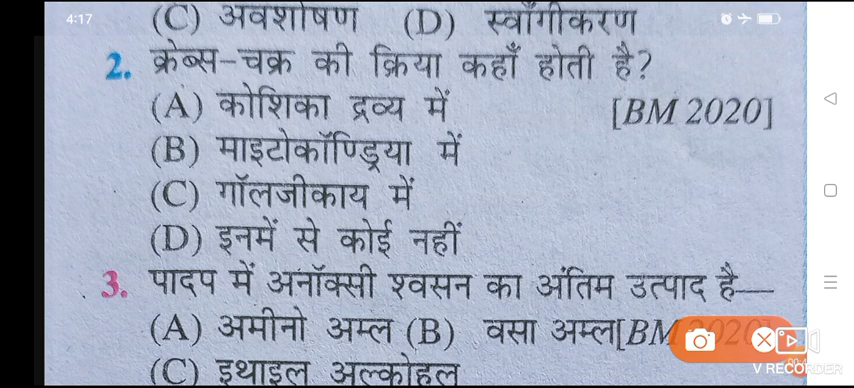 4:17
(C) अवशोषण (D) स्वाँगीकरण
2. क्रेब्स-चक्र की क्रिया कहाँ होती है?
(A) कोशिका द्रव्य में [BM 2020]
(B) माइटोकॉण्ड्रिया में
(C) गॉलजीकाय में
(D) इनमें से कोई नहीं
3. पादप में अनॉक्सी श्वसन का अंतिम उत्पाद है—
(A) अमीनो अम्ल (B) वसा अम्ल[BM 2020]
(C) इथाइल अल्कोहल
V RECORDER